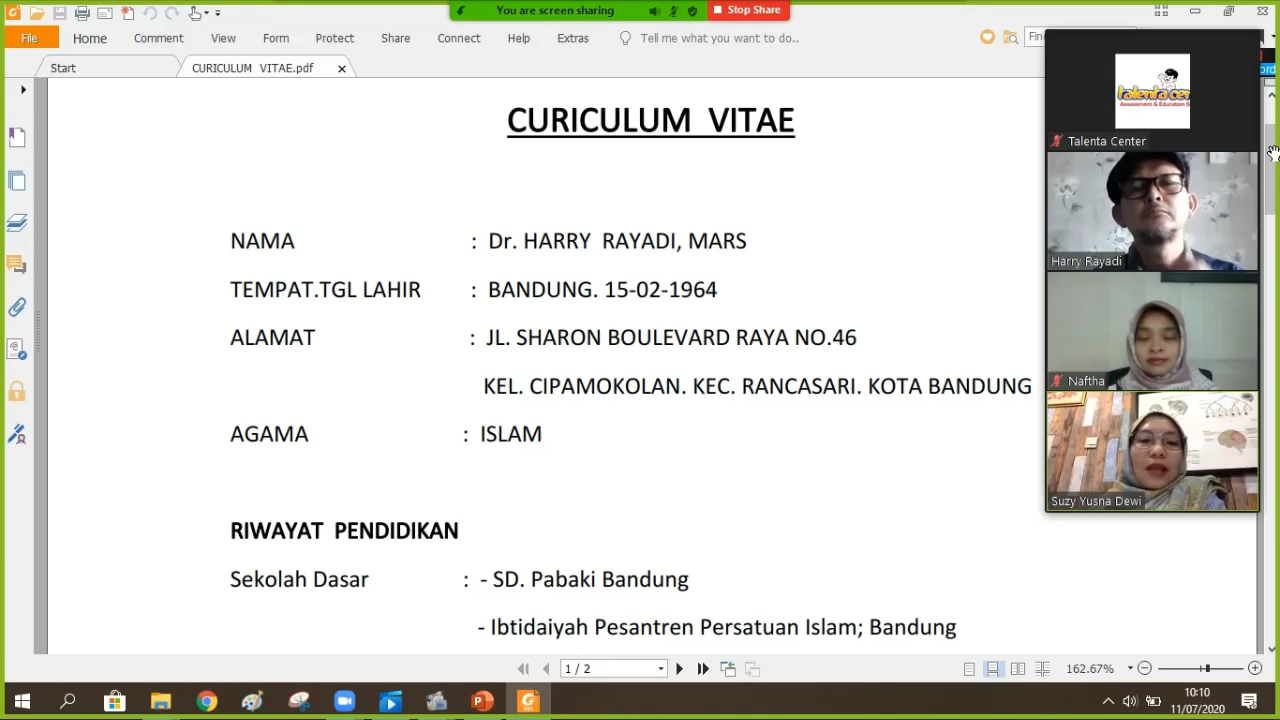 You are screen sharing
Stop Share
File Home Comment View Form Protect Share Connect Help Extras Tell me what you want to do..
Start
CURICULUM VITAE.pdf
CURICULUM VITAE
NAMA : Dr. HARRY RAYADI, MARS
TEMPAT.TGL LAHIR : BANDUNG. 15-02-1964
ALAMAT : JL. SHARON BOULEVARD RAYA NO.46
KEL. CIPAMOKOLAN. KEC. RANCASARI. KOTA BANDUNG
AGAMA : ISLAM
RIWAYAT PENDIDIKAN
Sekolah Dasar : - SD. Pabaki Bandung
- Ibtidaiyah Pesantren Persatuan Islam; Bandung
Talenta Center
Harry Rayadi
Naftha
Suzy Yusna Dewi
1 / 2
162.67%
10:10
11/07/2020